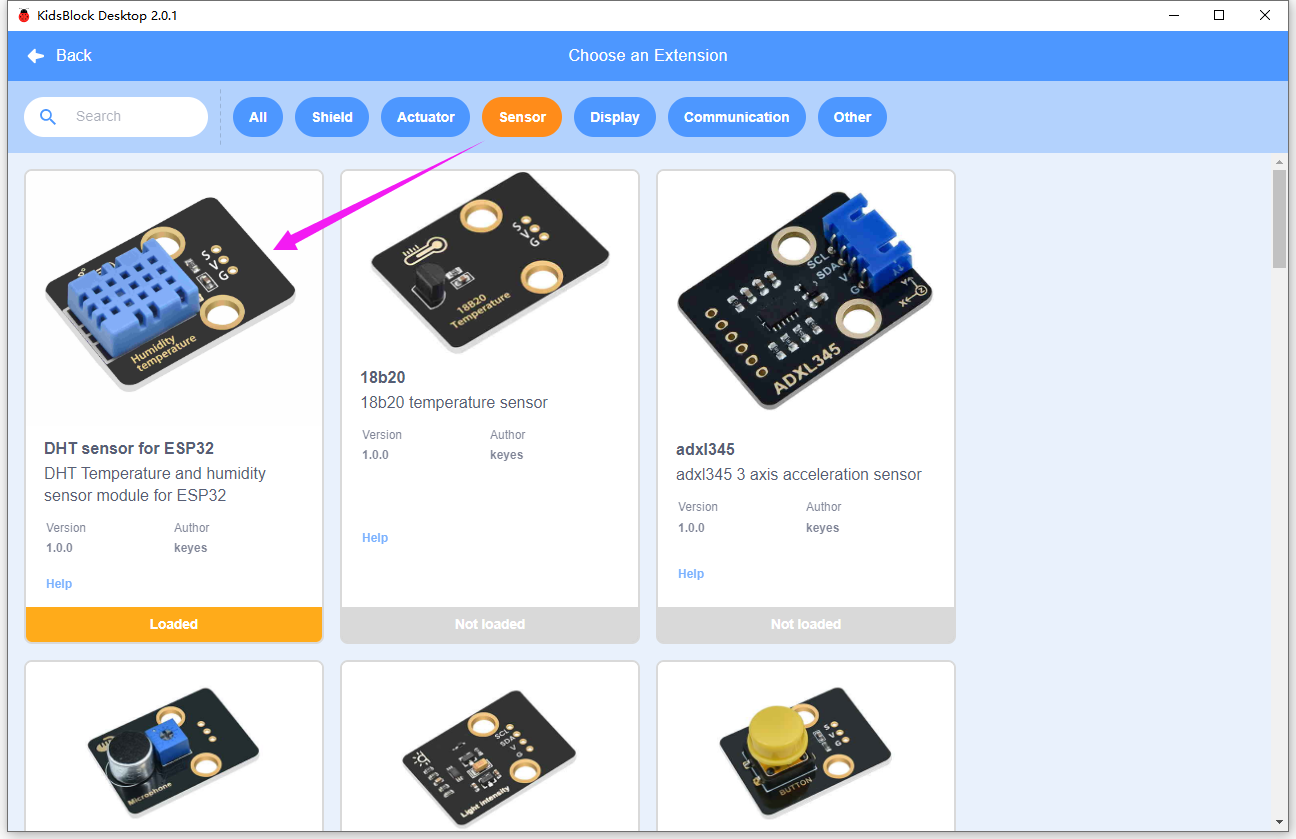 KidsBlock Desktop 2.0.1
Back
Choose an Extension
Search
All
Shield
Actuator
Sensor
Display
Communication
Other
S
V
G
Humidity
temperature
DHT sensor for ESP32
DHT Temperature and humidity
sensor module for ESP32
Version
Author
1.0.0
keyes
Help
Loaded
S
V
G
18B20
Temperature
18b20
18b20 temperature sensor
Version
Author
1.0.0
keyes
Help
Not loaded
SCL
SDA
V
G
Y
X
Z
ADXL345
adxl345
adxl345 3 axis acceleration sensor
Version
Author
1.0.0
keyes
Help
Not loaded
Microphone
SCL
SDA
V
G
Light intensity
S
V
G
BUTTON